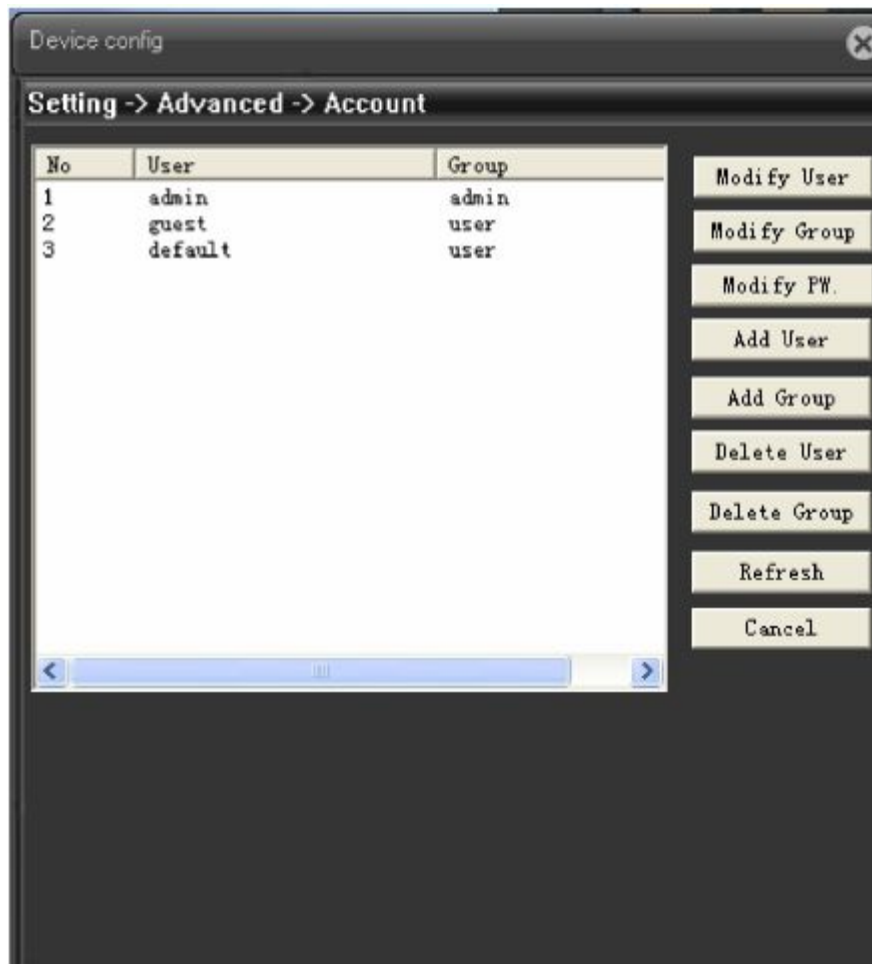 Device config
Setting -> Advanced -> Account
No User Group
1 admin admin
2 guest user
3 default user
Modify User
Modify Group
Modify PW.
Add User
Add Group
Delete User
Delete Group
Refresh
Cancel